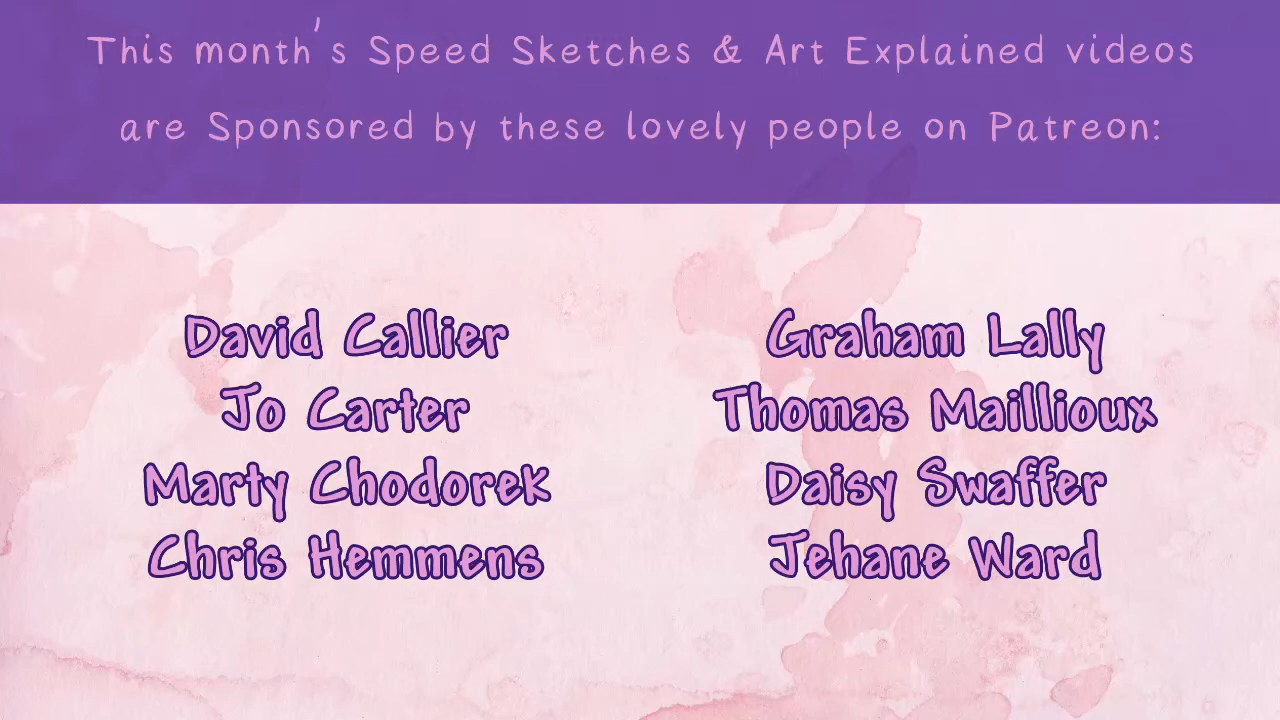 This month's Speed Sketches & Art Explained videos
are Sponsored by these lovely people on Patreon:
David Callier
Jo Carter
Marty Chodorek
Chris Hemmens
Graham Lally
Thomas Maillioux
Daisy Swaffer
Jehane Ward